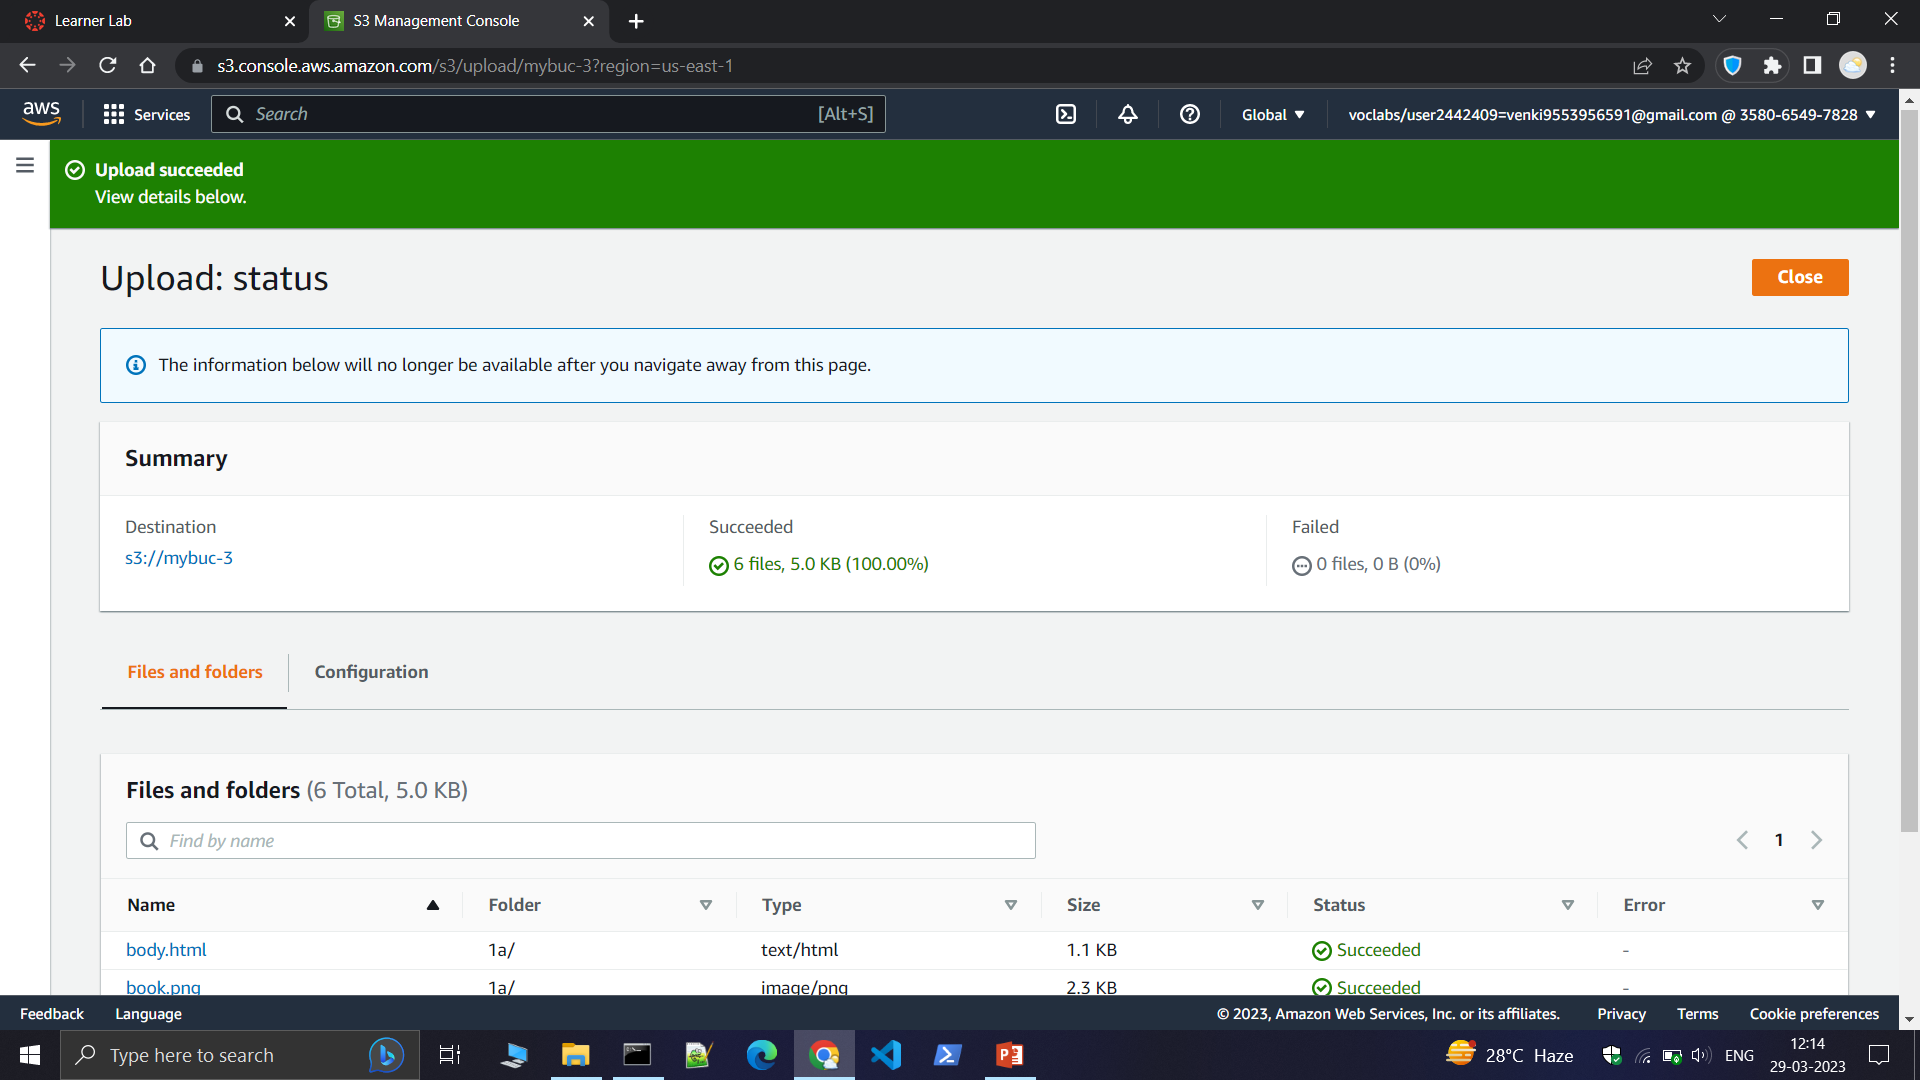 Learner Lab
S3 Management Console
s3.console.aws.amazon.com/s3/upload/mybuc-3?region=us-east-1
aws
Services
Search
[Alt+S]
Global
voclabs/user2442409=venki9553956591@gmail.com @ 3580-6549-7828
Upload succeeded
View details below.
Upload: status
Close
The information below will no longer be available after you navigate away from this page.
Summary
Destination
s3://mybuc-3
Succeeded
6 files, 5.0 KB (100.00%)
Failed
0 files, 0 B (0%)
Files and folders
Configuration
Files and folders (6 Total, 5.0 KB)
Find by name
1
Name Folder Type Size Status Error
body.html 1a/ text/html 1.1 KB Succeeded -
book.png 1a/ image/png 2.3 KB Succeeded -
Feedback Language
© 2023, Amazon Web Services, Inc. or its affiliates. Privacy Terms Cookie preferences
Type here to search
28°C Haze
ENG
12:14
29-03-2023